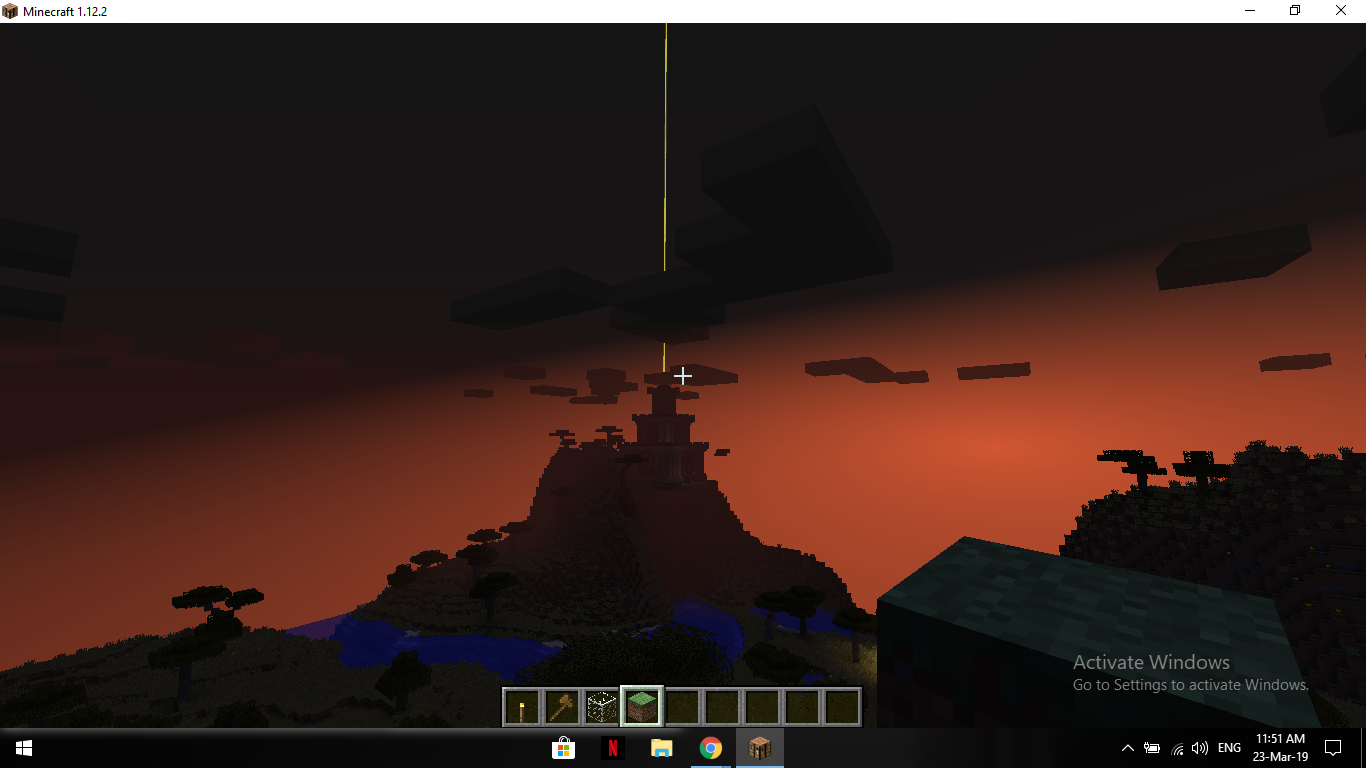 Minecraft 1.12.2
Activate Windows
Go to Settings to activate Windows.
N
ENG
11:51 AM
23-Mar-19